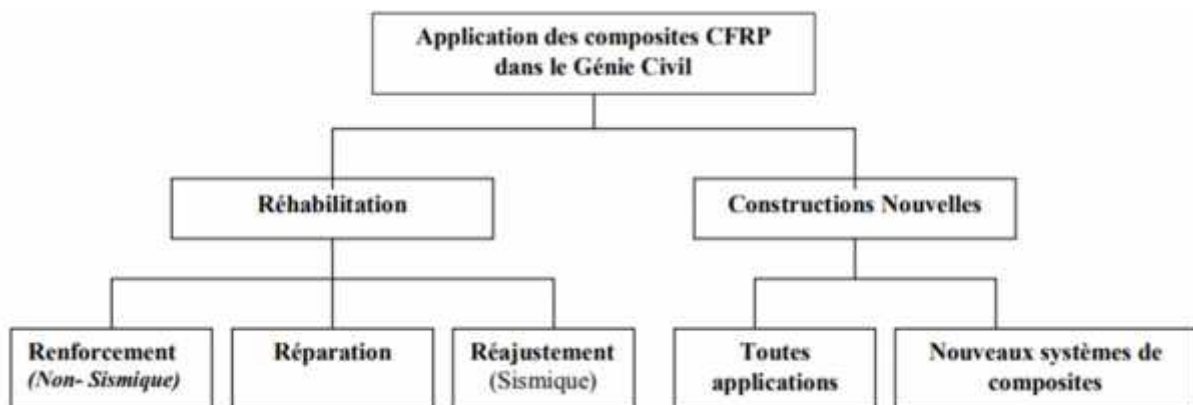 Application des composites CFRP
dans le Génie Civil
Réhabilitation
Constructions Nouvelles
Renforcement
(Non- Sismique)
Réparation
Réajustement
(Sismique)
Toutes
applications
Nouveaux systèmes de
composites